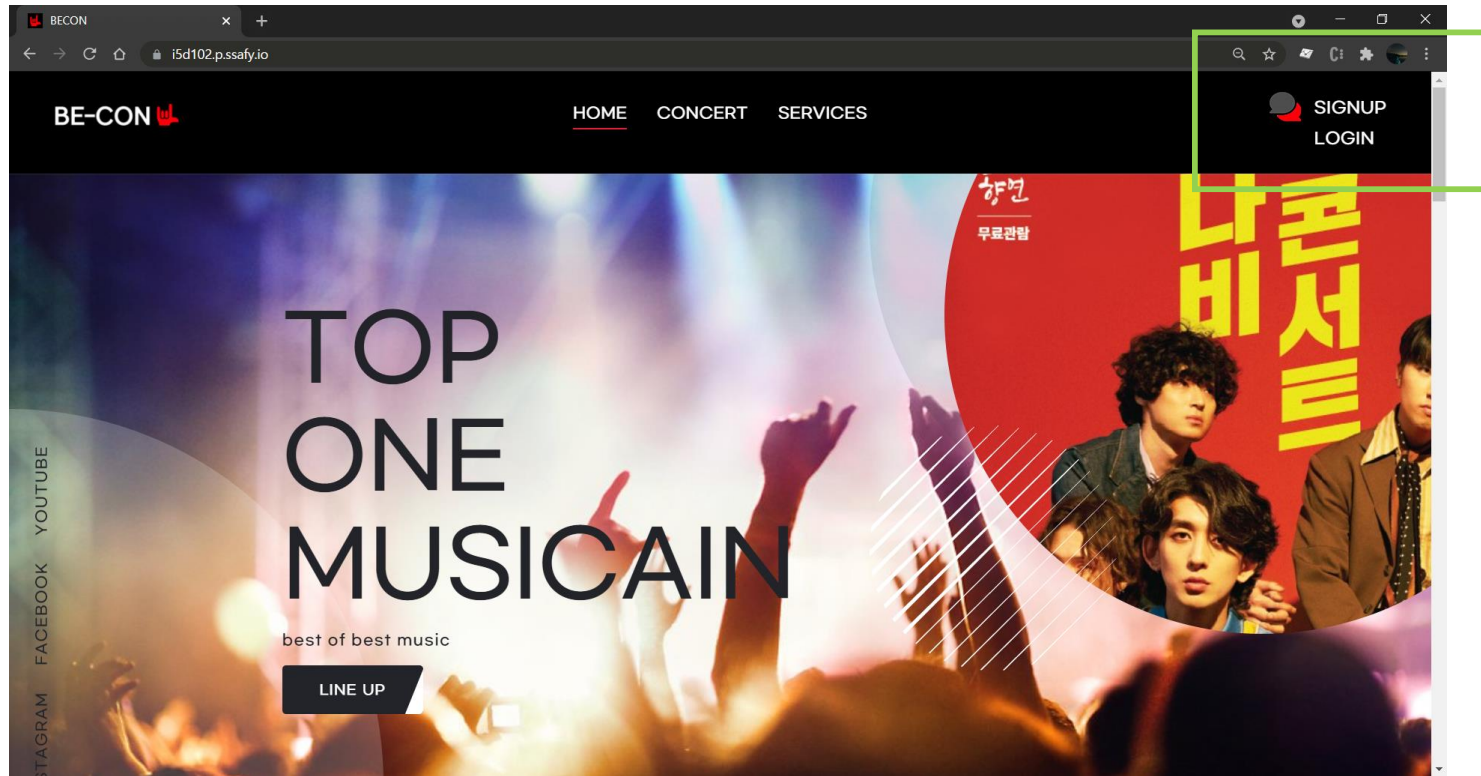 BECON
i5d102.p.ssafy.io
BE-CON
HOME CONCERT SERVICES
SIGNUP
LOGIN
향연
무료관람
나비
콘서트
TOP
ONE
MUSICAIN
best of best music
LINE UP
YOUTUBE
FACEBOOK
STAGRAM